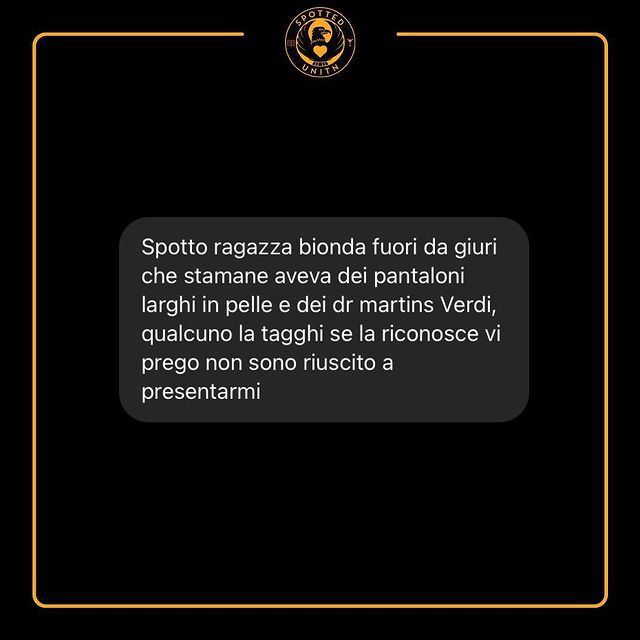 SPOTTED
UNITN
Spotto ragazza bionda fuori da giuri
che stamane aveva dei pantaloni
larghi in pelle e dei dr martins Verdi,
qualcuno la tagghi se la riconosce vi
prego non sono riuscito a
presentarmi